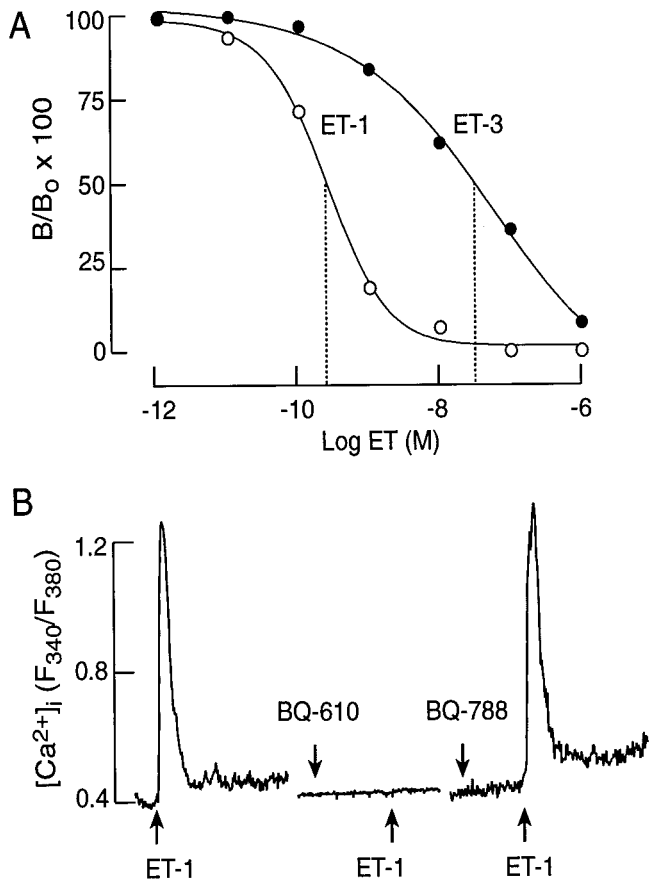 A
B/B₀ x 100
100
75
50
25
0
ET-1
ET-3
-12
-10
-8
-6
Log ET (M)
B
[Ca²⁺]ᵢ (F₃₄₀/F₃₈₀)
1.2
0.8
0.4
BQ-610
BQ-788
ET-1
ET-1
ET-1